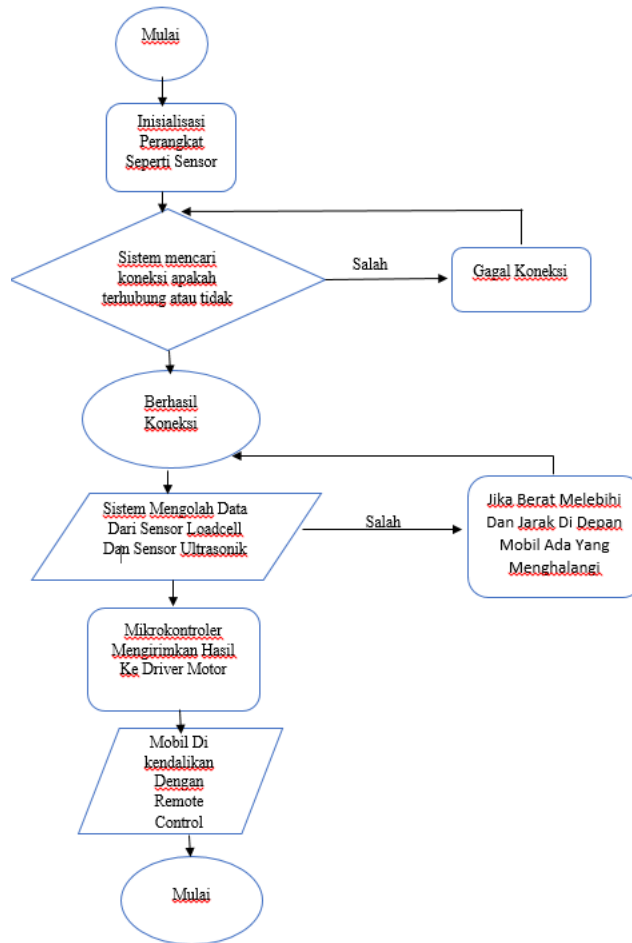 Mulai
Inisialisasi
Perangkat
Seperti Sensor
Sistem mencari
koneksi apakah
terhubung atau tidak
Salah
Gagal Koneksi
Berhasil
Koneksi
Sistem Mengolah Data
Dari Sensor Loadcell
Dan Sensor Ultrasonik
Salah
Jika Berat Melebihi
Dan Jarak Di Depan
Mobil Ada Yang
Menghalangi
Mikrokontroler
Mengirimkan Hasil
Ke Driver Motor
Mobil Di
kendalikan
Dengan
Remote
Control
Mulai